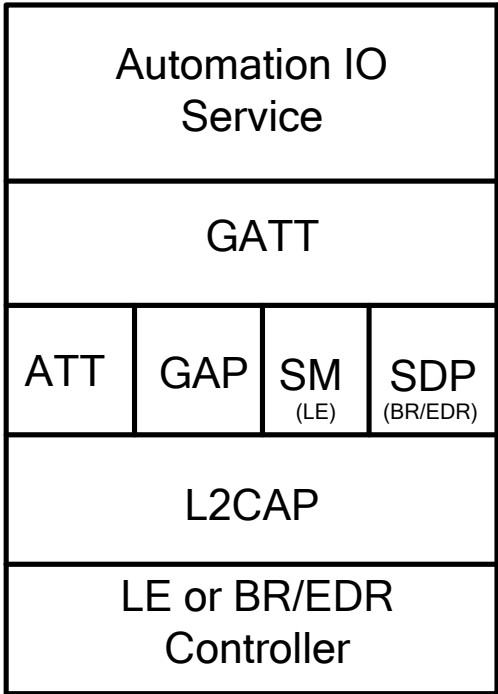 Automation IO
Service
GATT
ATT GAP SM SDP
(LE) (BR/EDR)
L2CAP
LE or BR/EDR
Controller